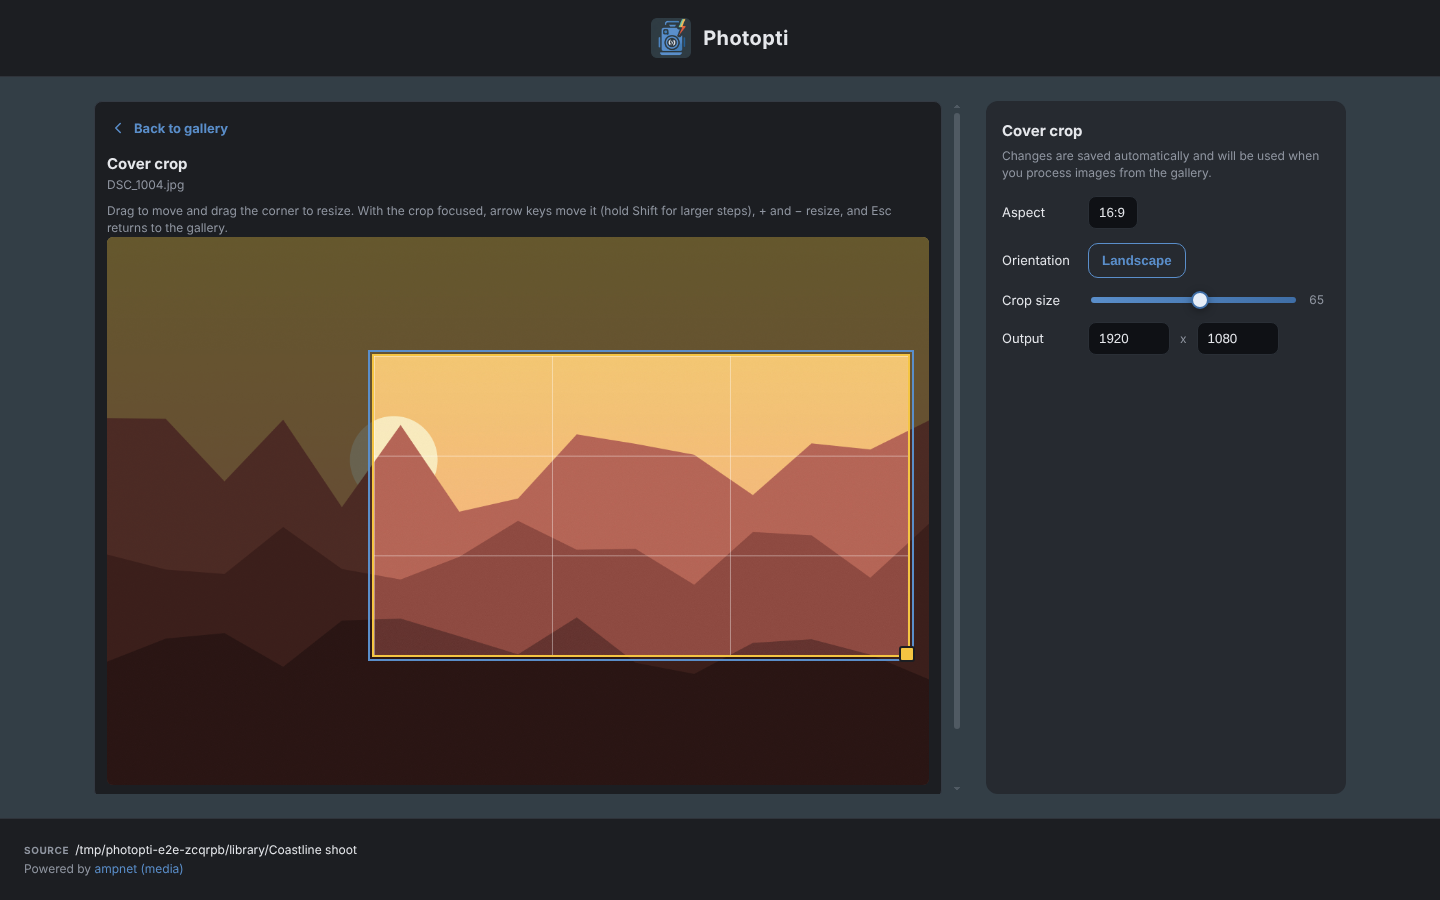 Photopti
Back to gallery
Cover crop
DSC_1004.jpg
Drag to move and drag the corner to resize. With the crop focused, arrow keys move it (hold Shift for larger steps), + and − resize, and Esc
returns to the gallery.
Cover crop
Changes are saved automatically and will be used when
you process images from the gallery.
Aspect 16:9
Orientation Landscape
Crop size 65
Output 1920 x 1080
SOURCE /tmp/photopti-e2e-zcqrpb/library/Coastline shoot
Powered by ampnet (media)